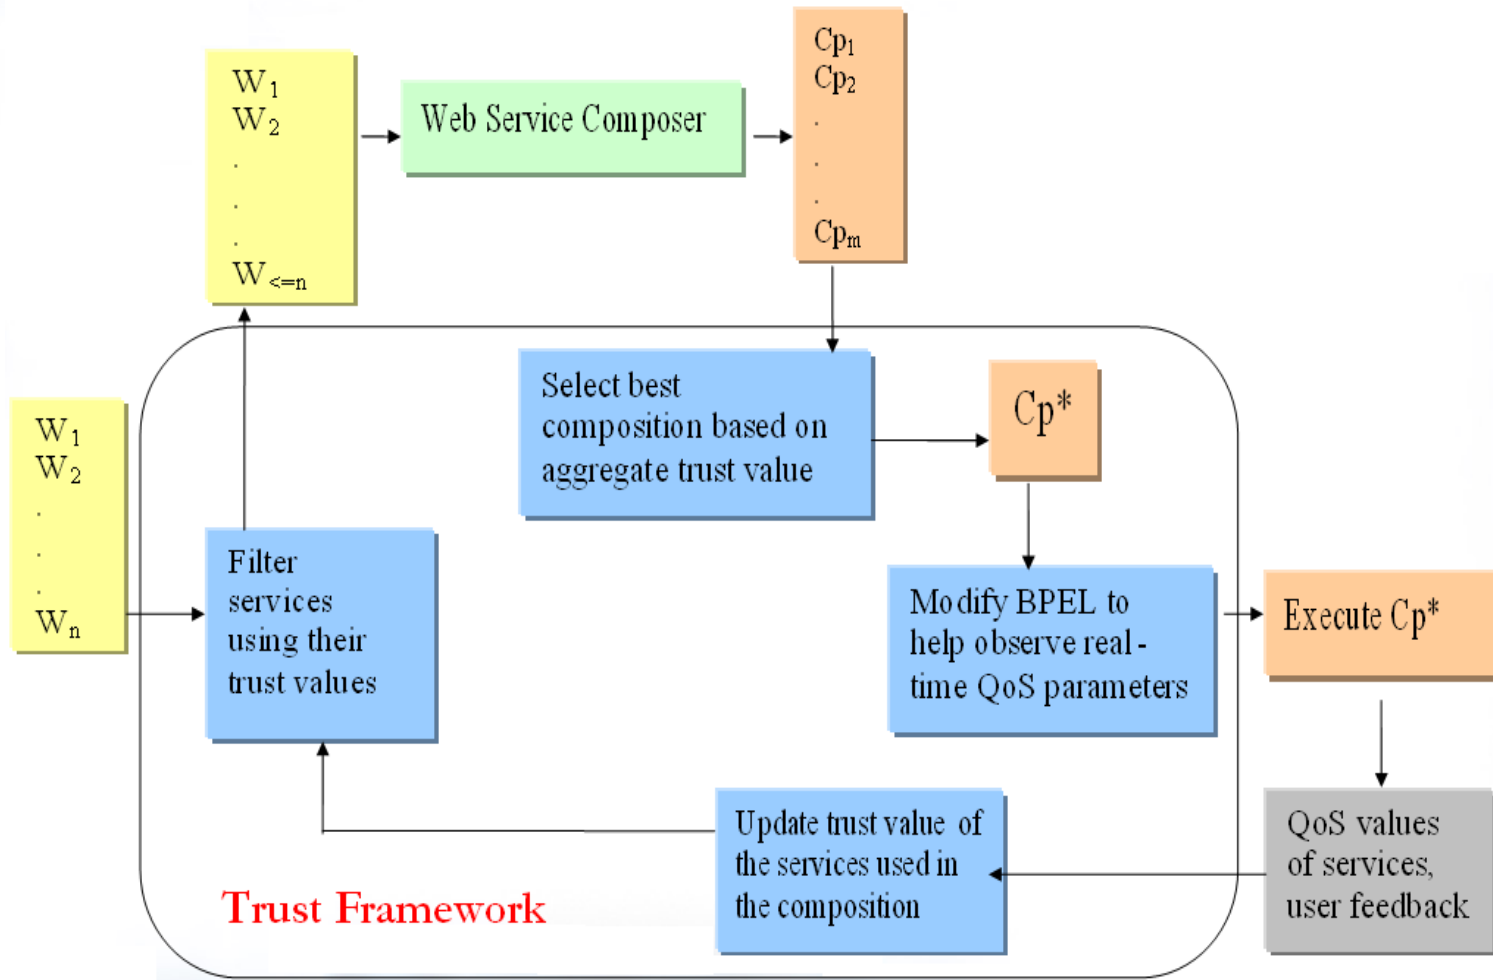 W1
W2
.
.
.
W<=n
Web Service Composer
Cp1
Cp2
.
.
.
Cpm
W1
W2
.
.
.
Wn
Filter
services
using their
trust values
Select best
composition based on
aggregate trust value
Cp*
Modify BPEL to
help observe real -
time QoS parameters
Execute Cp*
QoS values
of services,
user feedback
Update trust value of
the services used in
the composition
Trust Framework